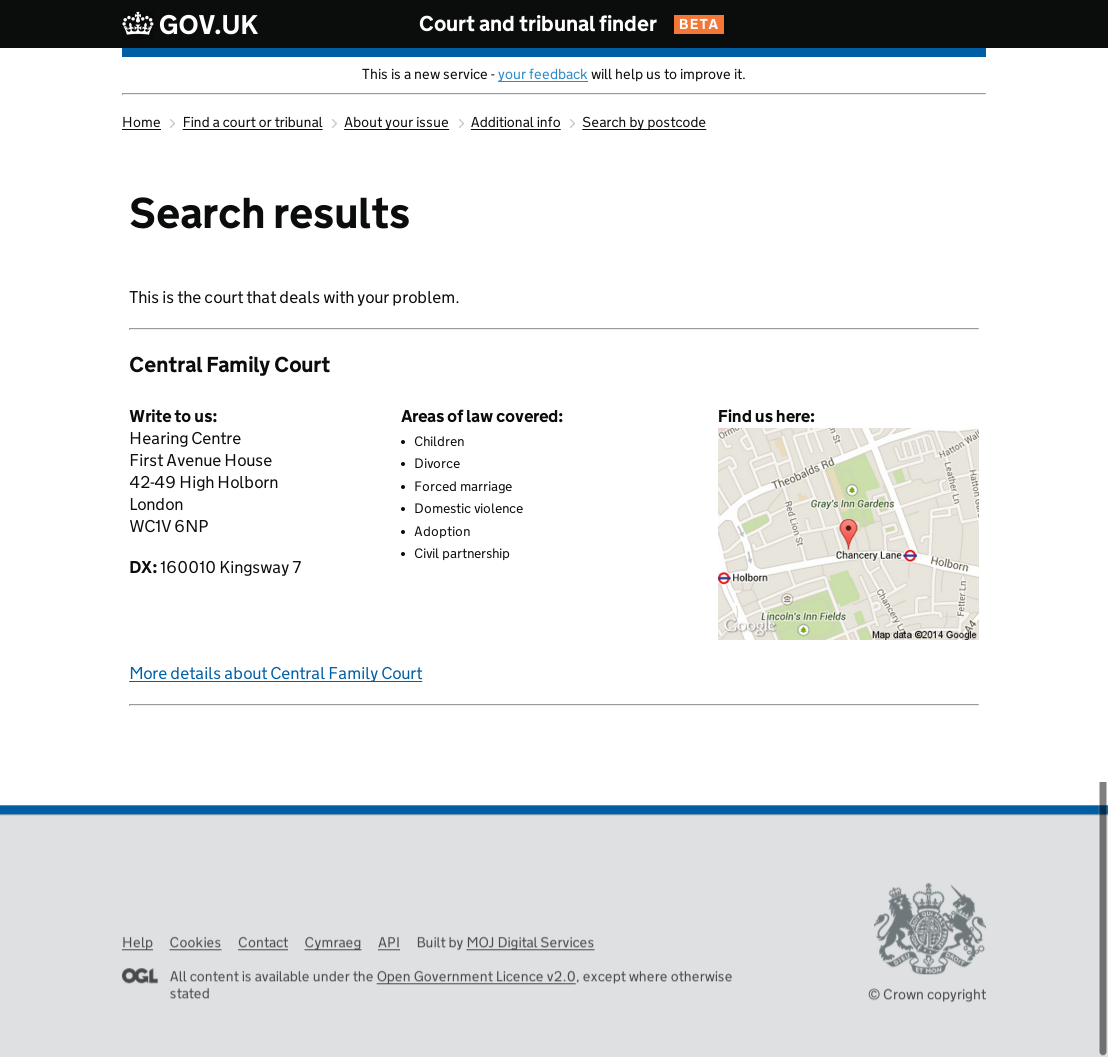 GOV.UK
Court and tribunal finder BETA
This is a new service - your feedback will help us to improve it.
Home
Find a court or tribunal
About your issue
Additional info
Search by postcode
Search results
This is the court that deals with your problem.
Central Family Court
Write to us:
Hearing Centre
First Avenue House
42-49 High Holborn
London
WC1V 6NP
DX: 160010 Kingsway 7
Areas of law covered:
Children
Divorce
Forced marriage
Domestic violence
Adoption
Civil partnership
Find us here:
Theobalds Rd
Hatton Wall
Leather Ln
Gray's Inn Gardens
Red Lion St
Chancery Lane
Holborn
Holborn
Chancery Ln
Fetter Ln
Lincoln's Inn Fields
A4
Google
Map data ©2014 Google
More details about Central Family Court
Help
Cookies
Contact
Cymraeg
API
Built by MOJ Digital Services
OGL
All content is available under the Open Government Licence v2.0, except where otherwise
stated
© Crown copyright